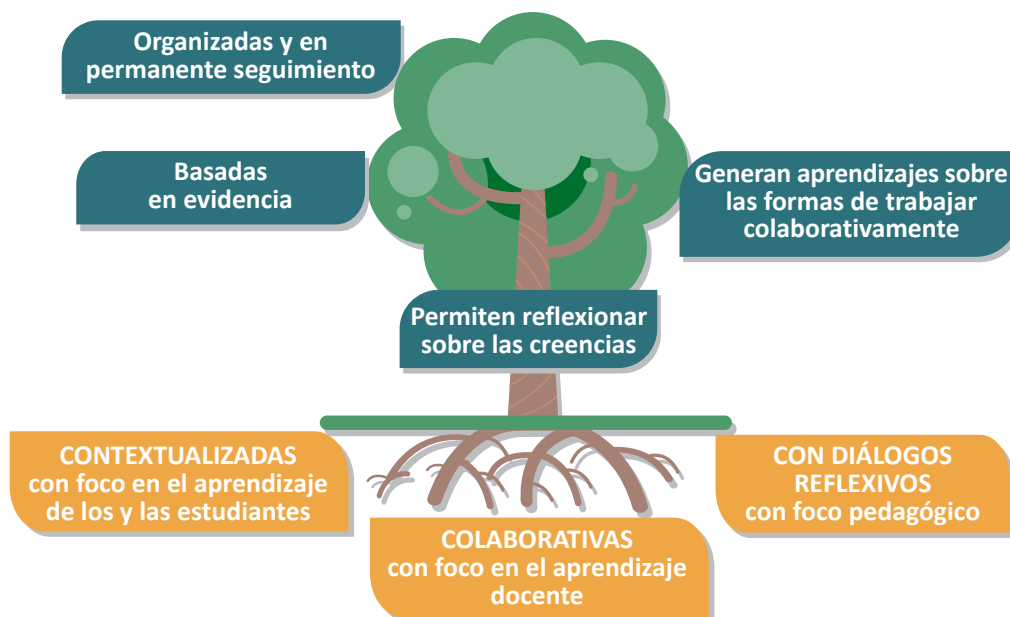 Organizadas y en
permanente seguimiento
Basadas
en evidencia
Generan aprendizajes sobre
las formas de trabajar
colaborativamente
Permiten reflexionar
sobre las creencias
CONTEXTUALIZADAS
con foco en el aprendizaje
de los y las estudiantes
COLABORATIVAS
con foco en el aprendizaje
docente
CON DIÁLOGOS
REFLEXIVOS
con foco pedagógico